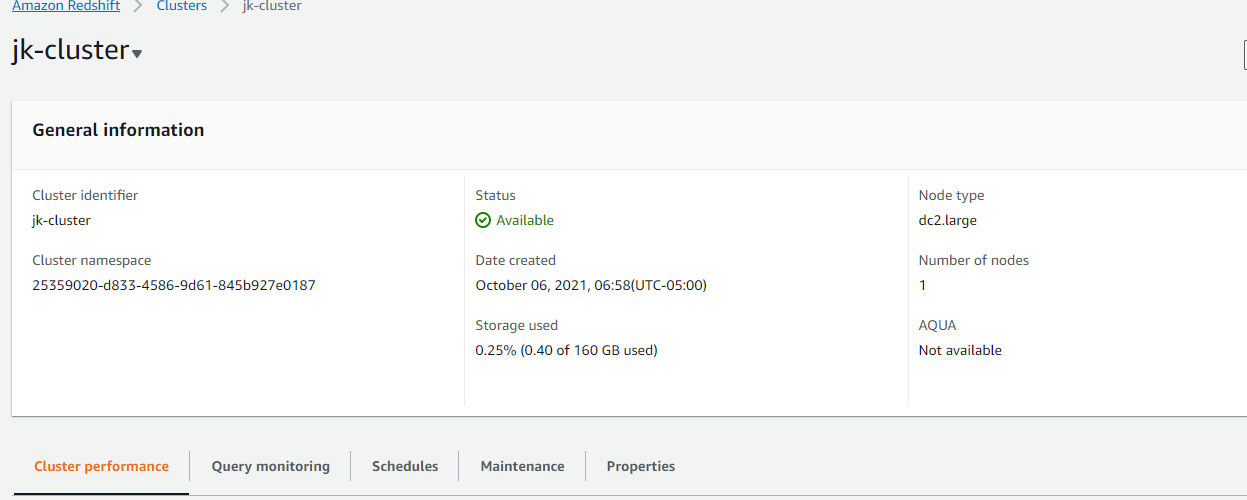 Amazon Redshift > Clusters > jk-cluster
jk-cluster
General information
Cluster identifier
jk-cluster
Cluster namespace
25359020-d833-4586-9d61-845b927e0187
Status
Available
Date created
October 06, 2021, 06:58(UTC-05:00)
Storage used
0.25% (0.40 of 160 GB used)
Node type
dc2.large
Number of nodes
1
AQUA
Not available
Cluster performance Query monitoring Schedules Maintenance Properties